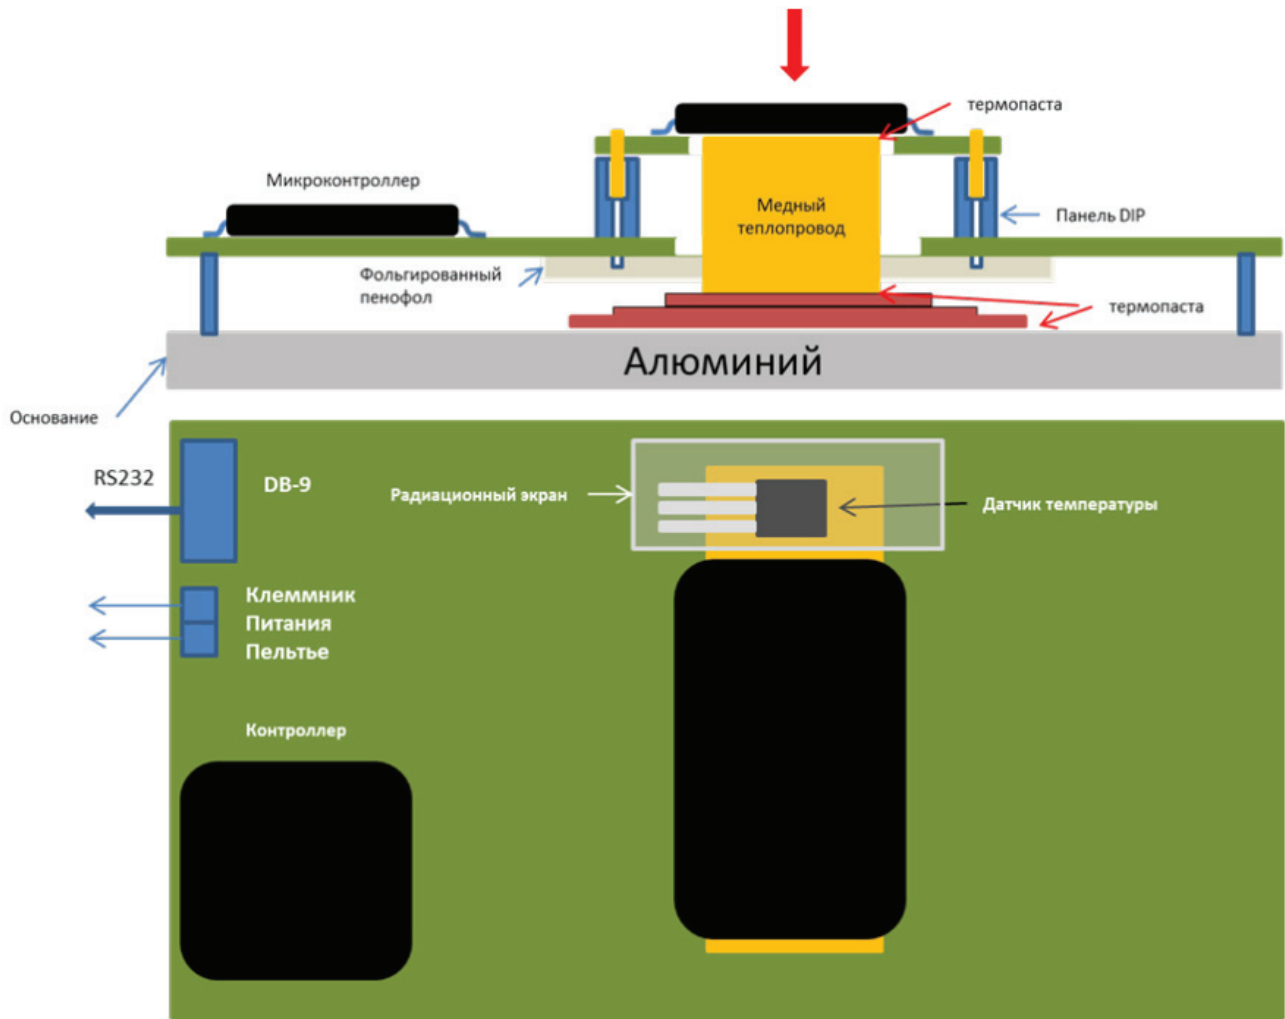 термопаста
Микроконтроллер
Медный
теплопровод
Панель DIP
Фольгированный
пенофол
термопаста
Алюминий
Основание
RS232
DB-9
Радиационный экран
Датчик температуры
Клеммник
Питания
Пельтье
Контроллер